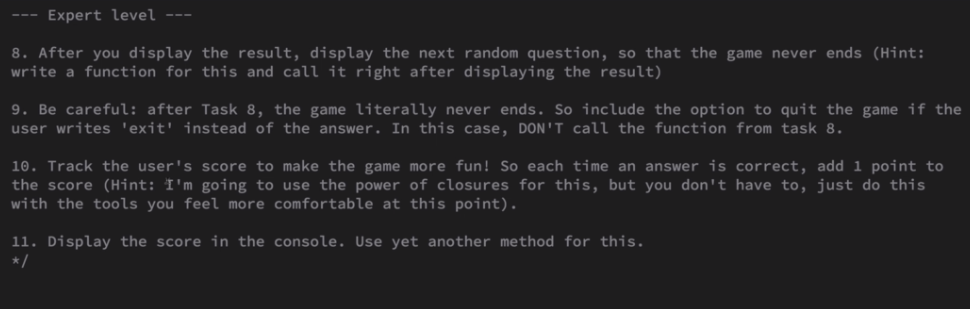 --- Expert level ---
8. After you display the result, display the next random question, so that the game never ends (Hint:
write a function for this and call it right after displaying the result)
9. Be careful: after Task 8, the game literally never ends. So include the option to quit the game if the
user writes 'exit' instead of the answer. In this case, DON'T call the function from task 8.
10. Track the user's score to make the game more fun! So each time an answer is correct, add 1 point to
the score (Hint: I'm going to use the power of closures for this, but you don't have to, just do this
with the tools you feel more comfortable at this point).
11. Display the score in the console. Use yet another method for this.
*/